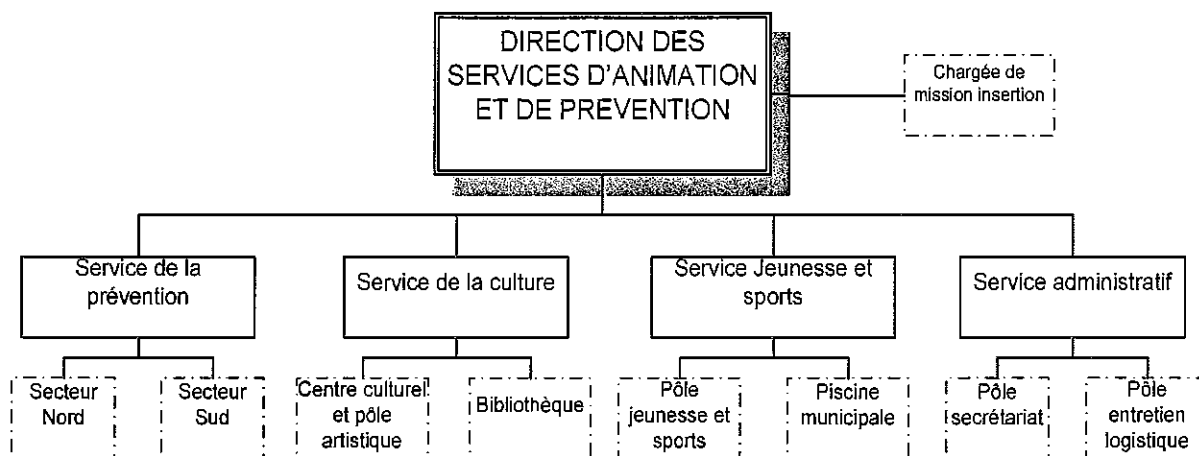 DIRECTION DES
SERVICES D'ANIMATION
ET DE PREVENTION
Chargée de
mission insertion
Service de la
prévention
Service de la culture
Service Jeunesse et
sports
Service administratif
Secteur
Nord
Secteur
Sud
Centre culturel
et pôle
artistique
Bibliothèque
Pôle
jeunesse et
sports
Piscine
municipale
Pôle
secrétariat
Pôle
entretien
logistique